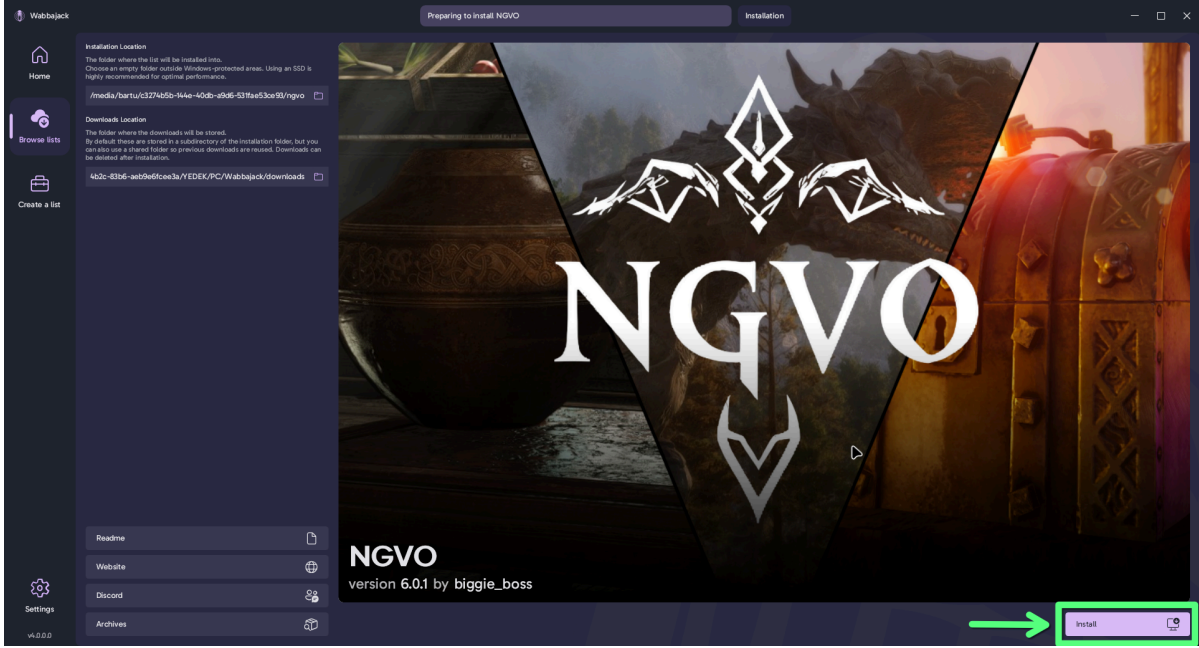 Wabbajack
Preparing to install NGVO
Installation
Home
Browse lists
Create a list
Settings
v4.0.0.0
Installation Location
The folder where the list will be installed into.
Choose an empty folder outside Windows-protected areas. Using an SSD is
highly recommended for optimal performance.
/media/bartu/c3274b5b-144e-40db-a9d6-531fae53ce93/ngvo
Downloads Location
The folder where the downloads will be stored.
By default these are stored in a subdirectory of the installation folder, but you
can also use a shared folder so previous downloads are reused. Downloads can
be deleted after installation.
4b2c-83b6-aeb9e6fcee3a/YEDEK/PC/Wabbajack/downloads
Readme
Website
Discord
Archives
NGVO
NGVO
version 6.0.1 by biggie_boss
Install